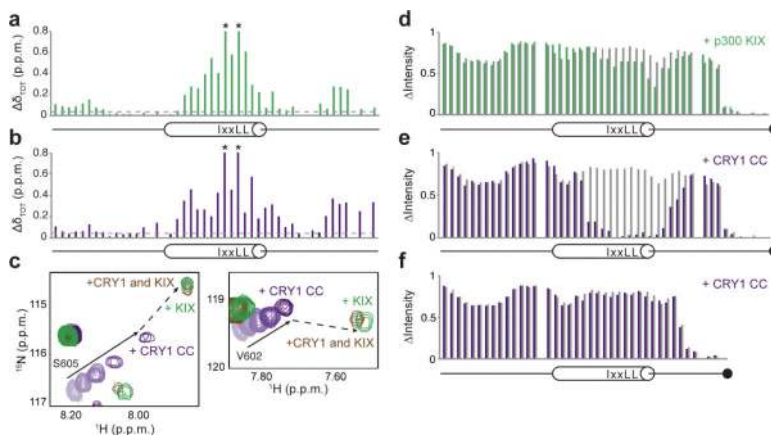 a
0.8
0.6
0.4
0.2
0
ΔδTOT (p.p.m.)
* *
IxxLL
b
0.8
0.6
0.4
0.2
0
ΔδTOT (p.p.m.)
* *
IxxLL
c
115
116
117
15N (p.p.m.)
+CRY1 and KIX
+ KIX
S605
+ CRY1 CC
8.20
8.00
1H (p.p.m.)
119
120
+ CRY1 CC
+ KIX
+CRY1 and KIX
V602
7.80
7.60
1H (p.p.m.)
d
+ p300 KIX
1
0.5
0
ΔIntensity
IxxLL
e
+ CRY1 CC
1
0.5
0
ΔIntensity
IxxLL
f
+ CRY1 CC
1
0.5
0
ΔIntensity
IxxLL